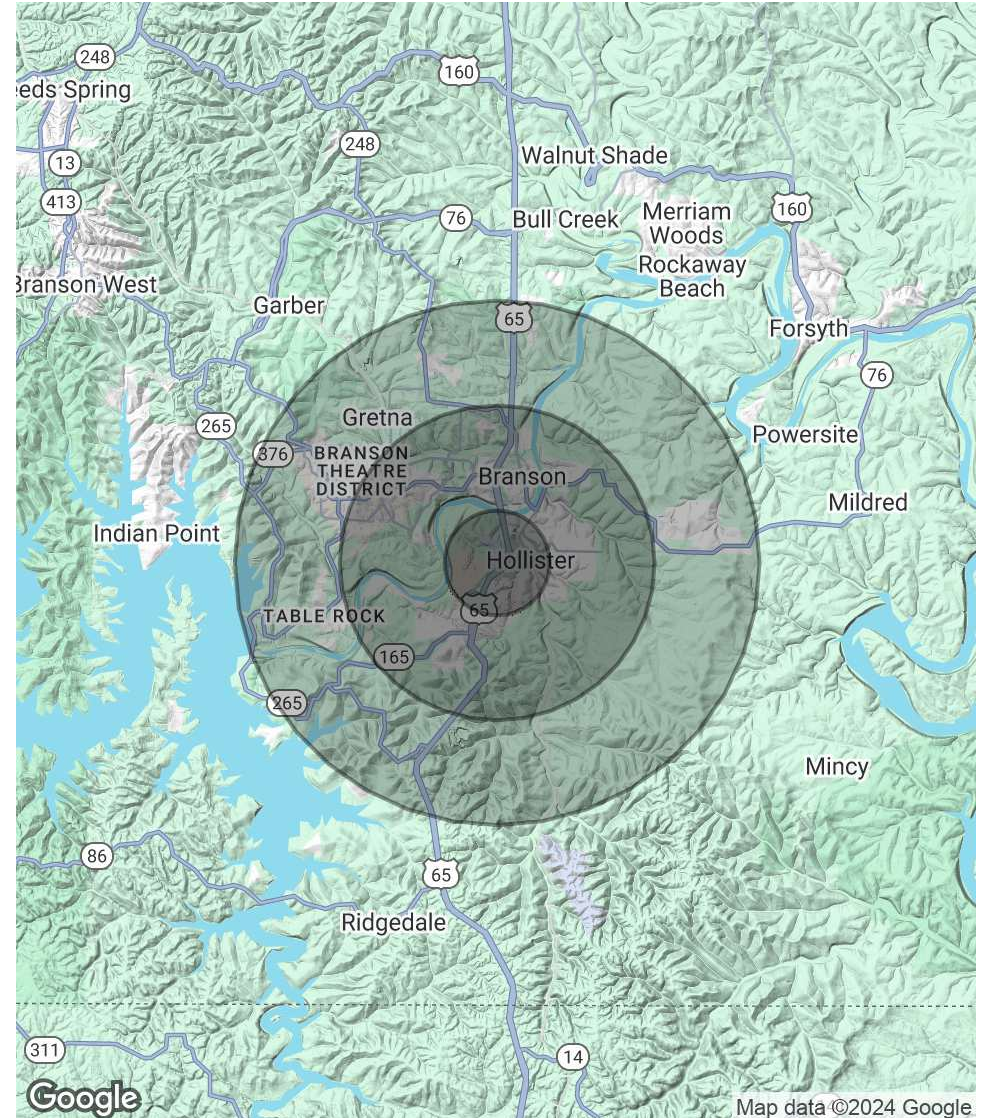 248
160
eeds Spring
248
Walnut Shade
13
413
160
76
Bull Creek
Merriam
Woods
Rockaway
Beach
Branson West
Garber
65
Forsyth
76
Gretna
265
376
BRANSON
THEATRE
DISTRICT
Powersite
Branson
Mildred
Indian Point
Hollister
65
TABLE ROCK
165
265
Mincy
86
65
Ridgedale
311
14
Google
Map data ©2024 Google